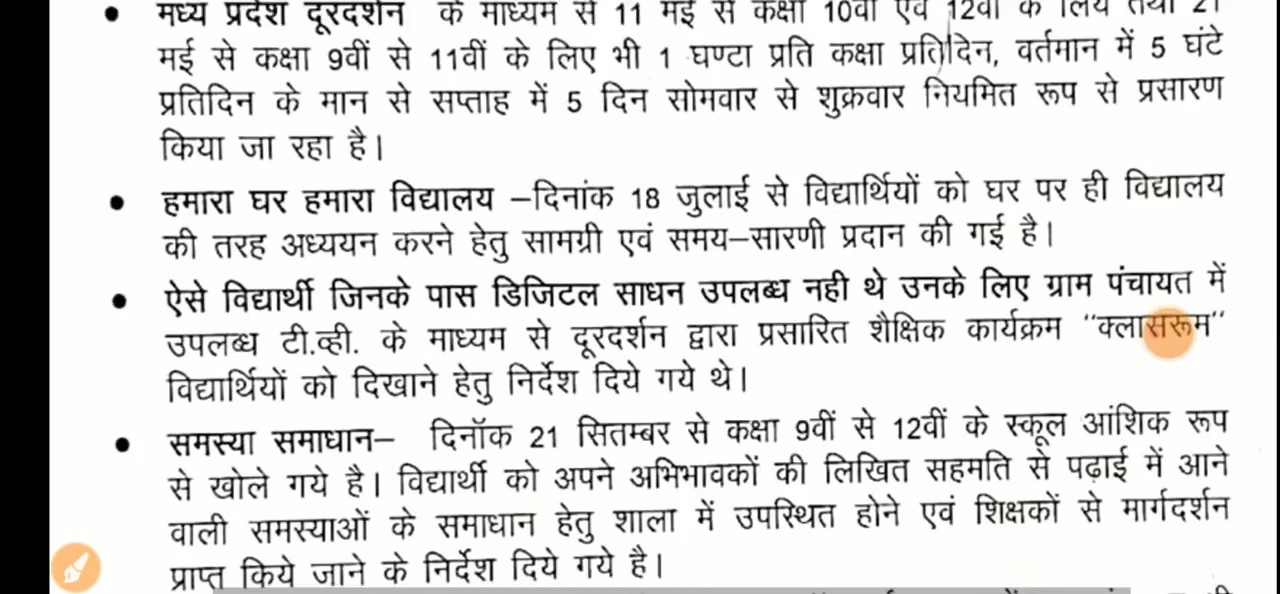 • मध्य प्रदेश दूरदर्शन के माध्यम से 11 मई से कक्षा 10वी एवं 12वी के लिये तथा 21
मई से कक्षा 9वीं से 11वीं के लिए भी 1 घण्टा प्रति कक्षा प्रतिदिन, वर्तमान में 5 घंटे
प्रतिदिन के मान से सप्ताह में 5 दिन सोमवार से शुक्रवार नियमित रूप से प्रसारण
किया जा रहा है।
• हमारा घर हमारा विद्यालय –दिनांक 18 जुलाई से विद्यार्थियों को घर पर ही विद्यालय
की तरह अध्ययन करने हेतु सामग्री एवं समय–सारणी प्रदान की गई है।
• ऐसे विद्यार्थी जिनके पास डिजिटल साधन उपलब्ध नही थे उनके लिए ग्राम पंचायत में
उपलब्ध टी.व्ही. के माध्यम से दूरदर्शन द्वारा प्रसारित शैक्षिक कार्यक्रम "क्लासरूम"
विद्यार्थियों को दिखाने हेतु निर्देश दिये गये थे।
• समस्या समाधान– दिनॉक 21 सितम्बर से कक्षा 9वीं से 12वीं के स्कूल आंशिक रूप
से खोले गये है। विद्यार्थी को अपने अभिभावकों की लिखित सहमति से पढ़ाई में आने
वाली समस्याओं के समाधान हेतु शाला में उपस्थित होने एवं शिक्षकों से मार्गदर्शन
प्राप्त किये जाने के निर्देश दिये गये है।